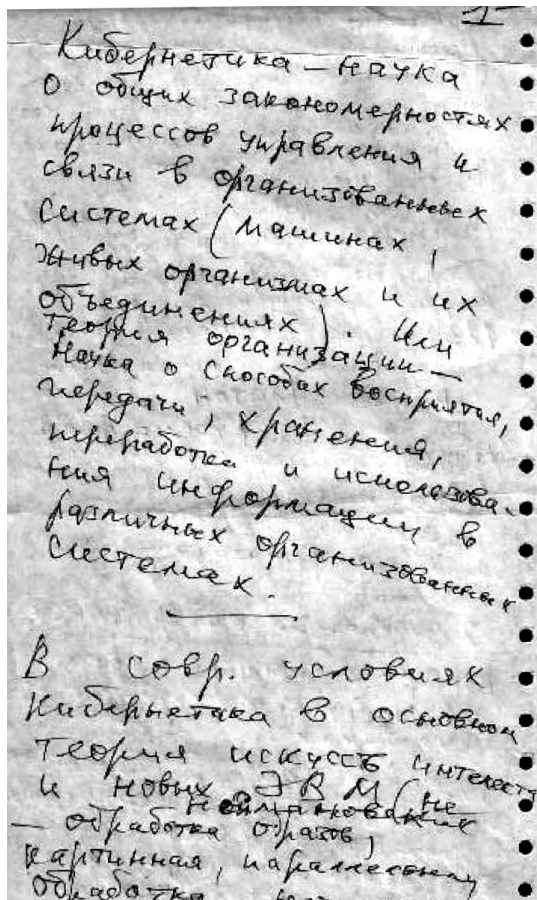 1
Кибернетика – наука
о общих закономерностях
процессов управления и
связи в организованных
системах (машинах,
живых организмах и их
объединениях). Или
теория организации –
наука о способах восприятия,
передачи, хранения,
переработки и использова-
ния информации в
различных организованных
системах.
В совр. условиях
Кибернетика в основном
теория искусств интеллект
и новых ЭВМ (не
неймановских
– обработка образов,
картинная, параллельная
обработка